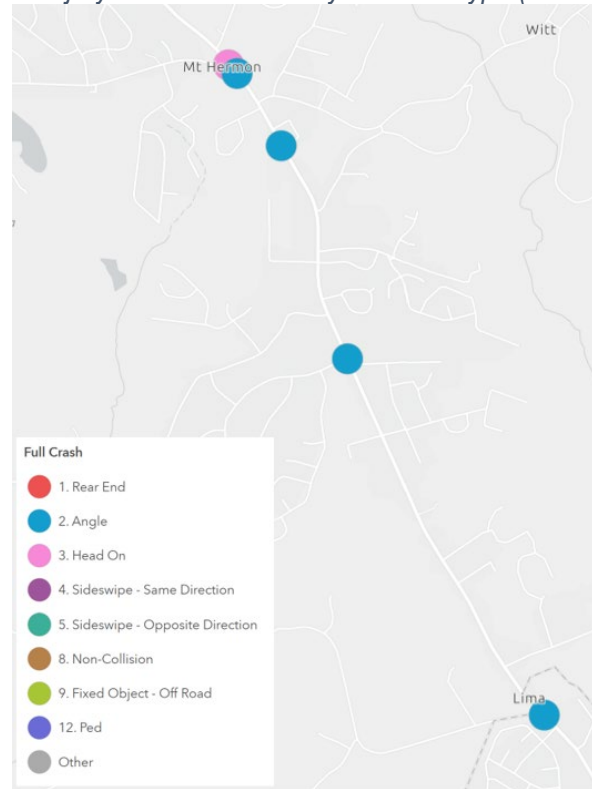 Witt
Mt Hermon
Full Crash
1. Rear End
2. Angle
3. Head On
4. Sideswipe - Same Direction
5. Sideswipe - Opposite Direction
8. Non-Collision
9. Fixed Object - Off Road
12. Ped
Other
Lima